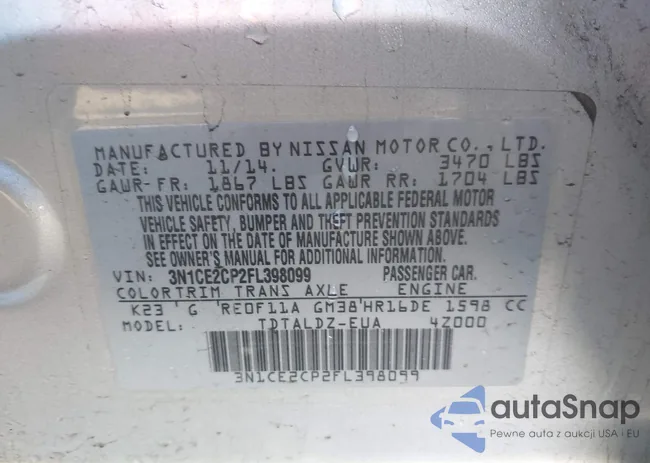 MANUFACTURED BY NISSAN MOTOR CO., LTD.
DATE: 11/14. GVWR: 3470 LBS
GAWR-FR: 1867 LBS GAWR RR: 1704 LBS
THIS VEHICLE CONFORMS TO ALL APPLICABLE FEDERAL MOTOR
VEHICLE SAFETY, BUMPER AND THEFT PREVENTION STANDARDS
IN EFFECT ON THE DATE OF MANUFACTURE SHOWN ABOVE.
SEE OWNER'S MANUAL FOR ADDITIONAL INFORMATION.
VIN: 3N1CE2CP2FL398099 PASSENGER CAR.
COLOR TRIM TRANS AXLE ENGINE
K23 G RE0F11A GM38 HR16DE 1598 CC
MODEL: TDTALDZ-EUA 4Z000
3N1CE2CP2FL398099
autoSnap
Pewne auta z aukcji USA i EU